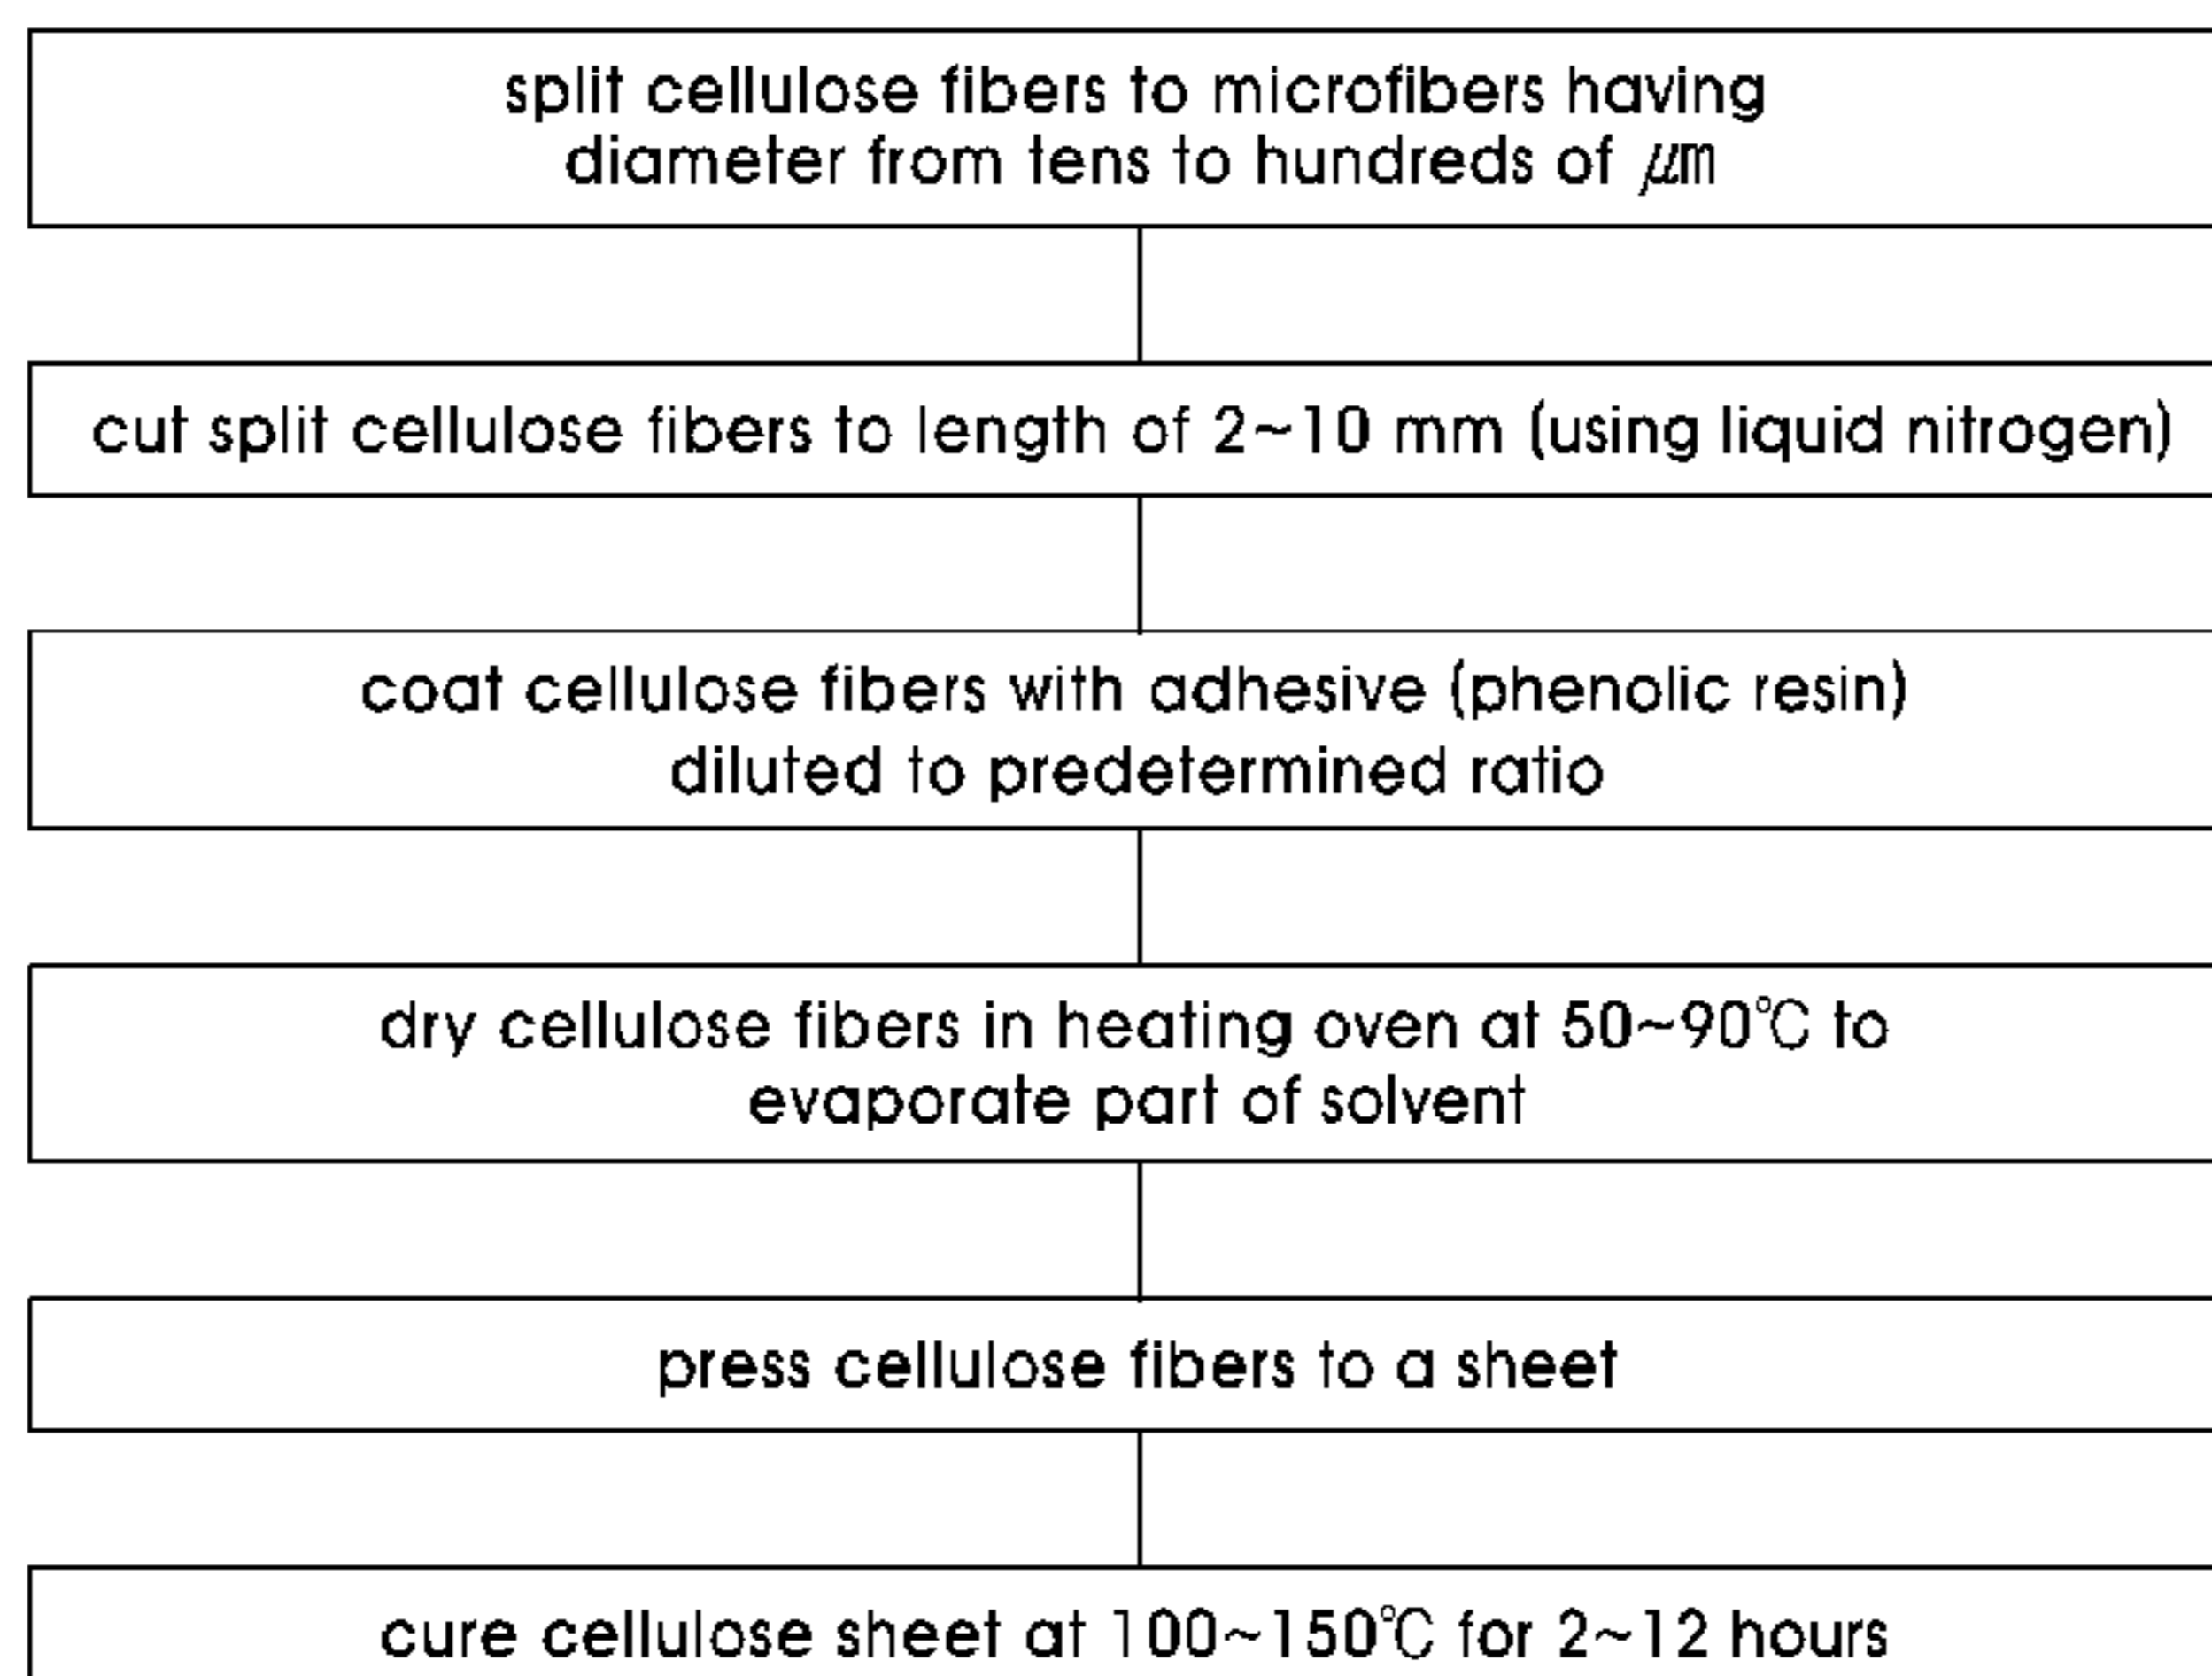 split cellulose fibers to microfibers having
diameter from tens to hundreds of μm
cut split cellulose fibers to length of 2~10 mm (using liquid nitrogen)
coat cellulose fibers with adhesive (phenolic resin)
diluted to predetermined ratio
dry cellulose fibers in heating oven at 50~90℃ to
evaporate part of solvent
press cellulose fibers to a sheet
cure cellulose sheet at 100~150℃ for 2~12 hours